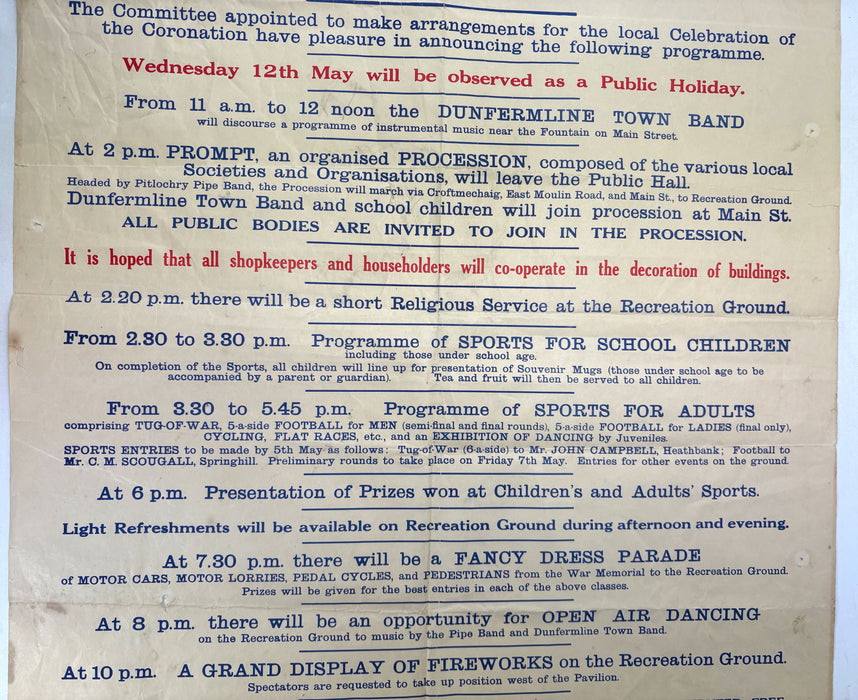 The Committee appointed to make arrangements for the local Celebration of
the Coronation have pleasure in announcing the following programme.
Wednesday 12th May will be observed as a Public Holiday.
From 11 a.m. to 12 noon the DUNFERMLINE TOWN BAND
will discourse a programme of instrumental music near the Fountain on Main Street.
At 2 p.m. PROMPT, an organised PROCESSION, composed of the various local
Societies and Organisations, will leave the Public Hall.
Headed by Pitlochry Pipe Band, the Procession will march via Croftmechaig, East Moulin Road, and Main St., to Recreation Ground.
Dunfermline Town Band and school children will join procession at Main St.
ALL PUBLIC BODIES ARE INVITED TO JOIN IN THE PROCESSION.
It is hoped that all shopkeepers and householders will co-operate in the decoration of buildings.
At 2.20 p.m. there will be a short Religious Service at the Recreation Ground.
From 2.30 to 3.30 p.m. Programme of SPORTS FOR SCHOOL CHILDREN
including those under school age.
On completion of the Sports, all children will line up for presentation of Souvenir Mugs (those under school age to be
accompanied by a parent or guardian). Tea and fruit will then be served to all children.
From 3.30 to 5.45 p.m. Programme of SPORTS FOR ADULTS
comprising TUG-OF-WAR, 5-a-side FOOTBALL for MEN (semi-final and final rounds), 5-a-side FOOTBALL for LADIES (final only),
CYCLING, FLAT RACES, etc., and an EXHIBITION OF DANCING by Juveniles.
SPORTS ENTRIES to be made by 5th May as follows: Tug-of-War (6-a-side) to Mr. JOHN CAMPBELL, Heathbank; Football to
Mr. C. M. SCOUGALL, Springhill. Preliminary rounds to take place on Friday 7th May. Entries for other events on the ground.
At 6 p.m. Presentation of Prizes won at Children's and Adults' Sports.
Light Refreshments will be available on Recreation Ground during afternoon and evening.
At 7.30 p.m. there will be a FANCY DRESS PARADE
of MOTOR CARS, MOTOR LORRIES, PEDAL CYCLES, and PEDESTRIANS from the War Memorial to the Recreation Ground.
Prizes will be given for the best entries in each of the above classes.
At 8 p.m. there will be an opportunity for OPEN AIR DANCING
on the Recreation Ground to music by the Pipe Band and Dunfermline Town Band.
At 10 p.m. A GRAND DISPLAY OF FIREWORKS on the Recreation Ground.
Spectators are requested to take up position west of the Pavilion.